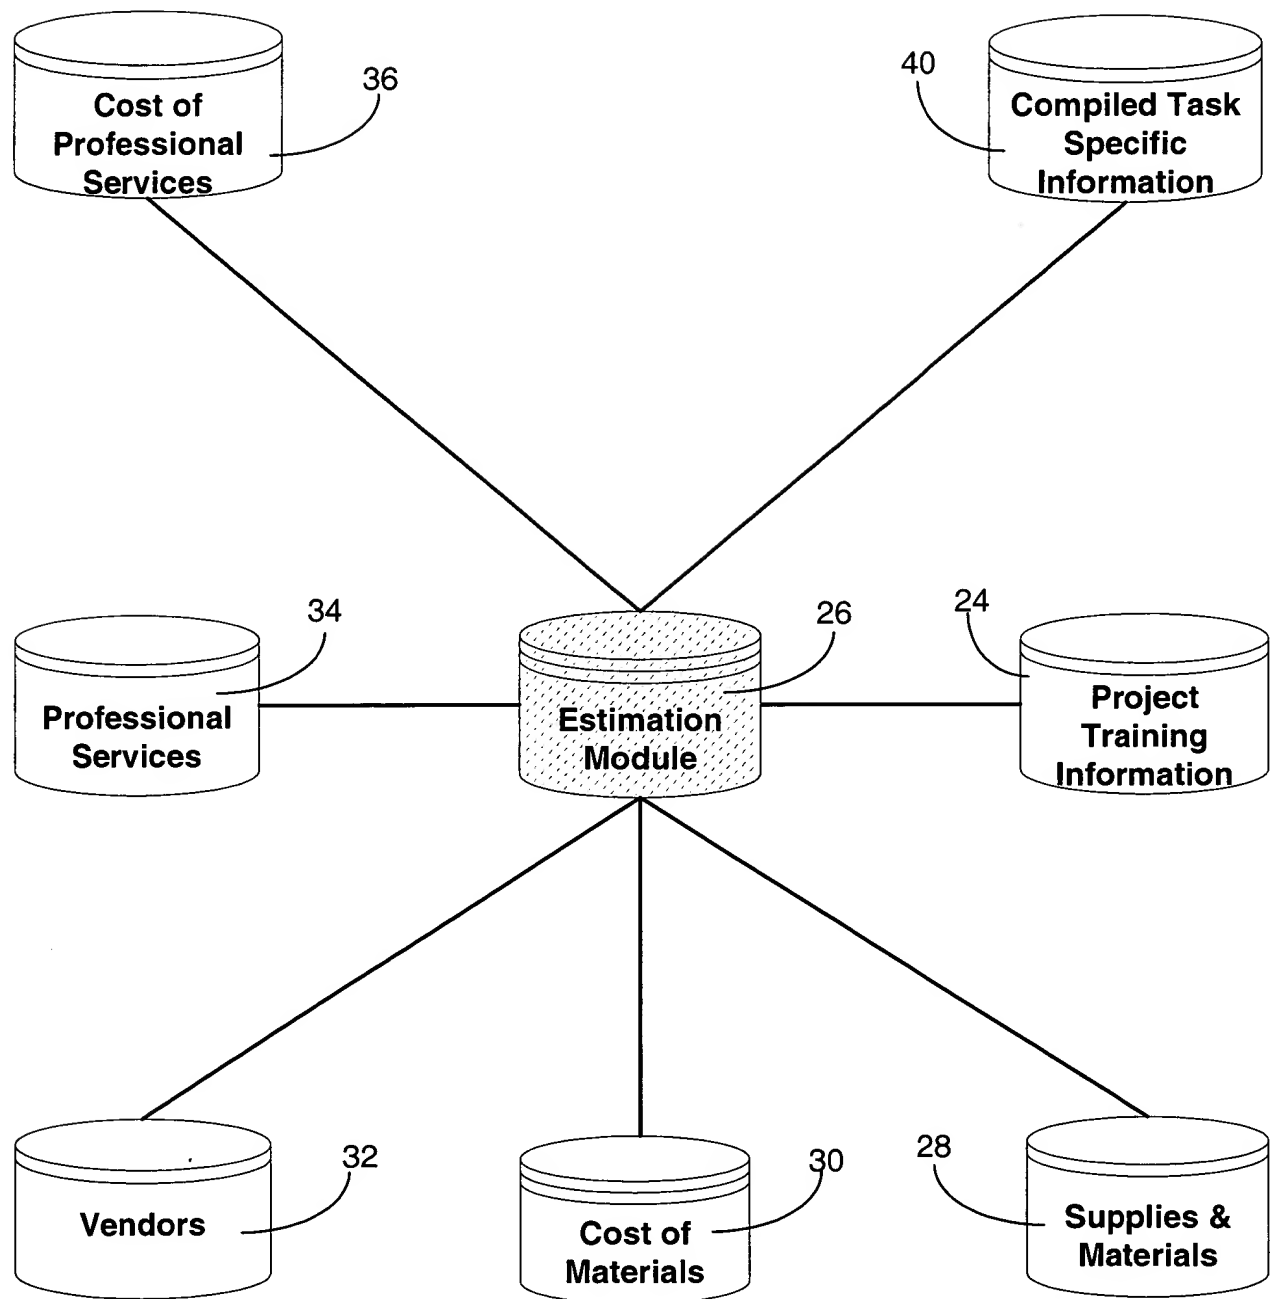 36
Cost of
Professional
Services
40
Compiled Task
Specific
Information
34
Professional
Services
26
Estimation
Module
24
Project
Training
Information
32
Vendors
30
Cost of
Materials
28
Supplies &
Materials